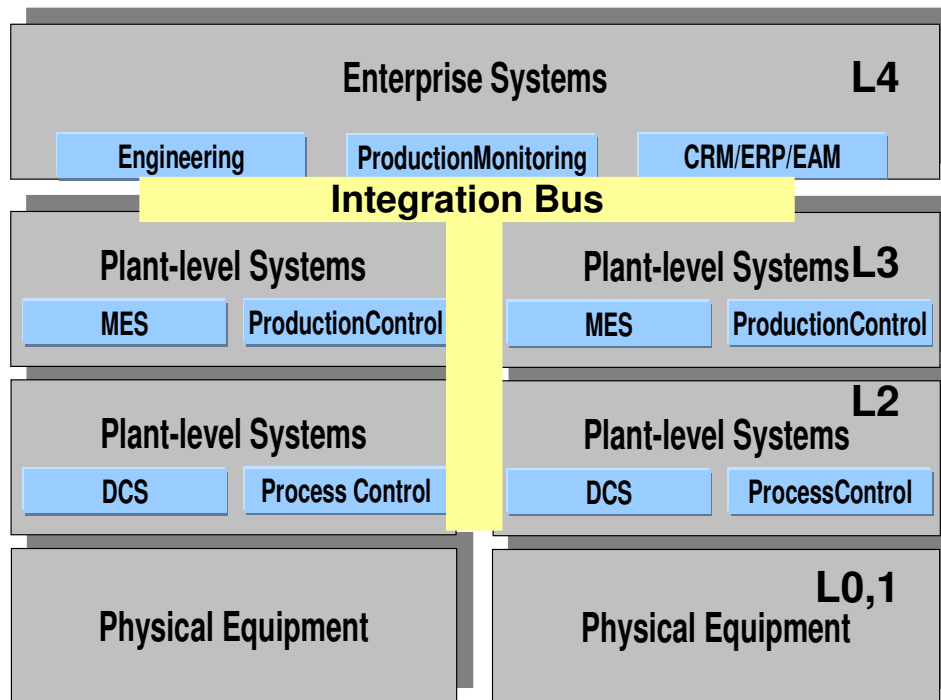 Enterprise Systems L4
Engineering ProductionMonitoring CRM/ERP/EAM
Integration Bus
Plant-level Systems Plant-level Systems L3
MES ProductionControl MES ProductionControl
L2
Plant-level Systems Plant-level Systems
DCS Process Control DCS ProcessControl
L0,1
Physical Equipment Physical Equipment